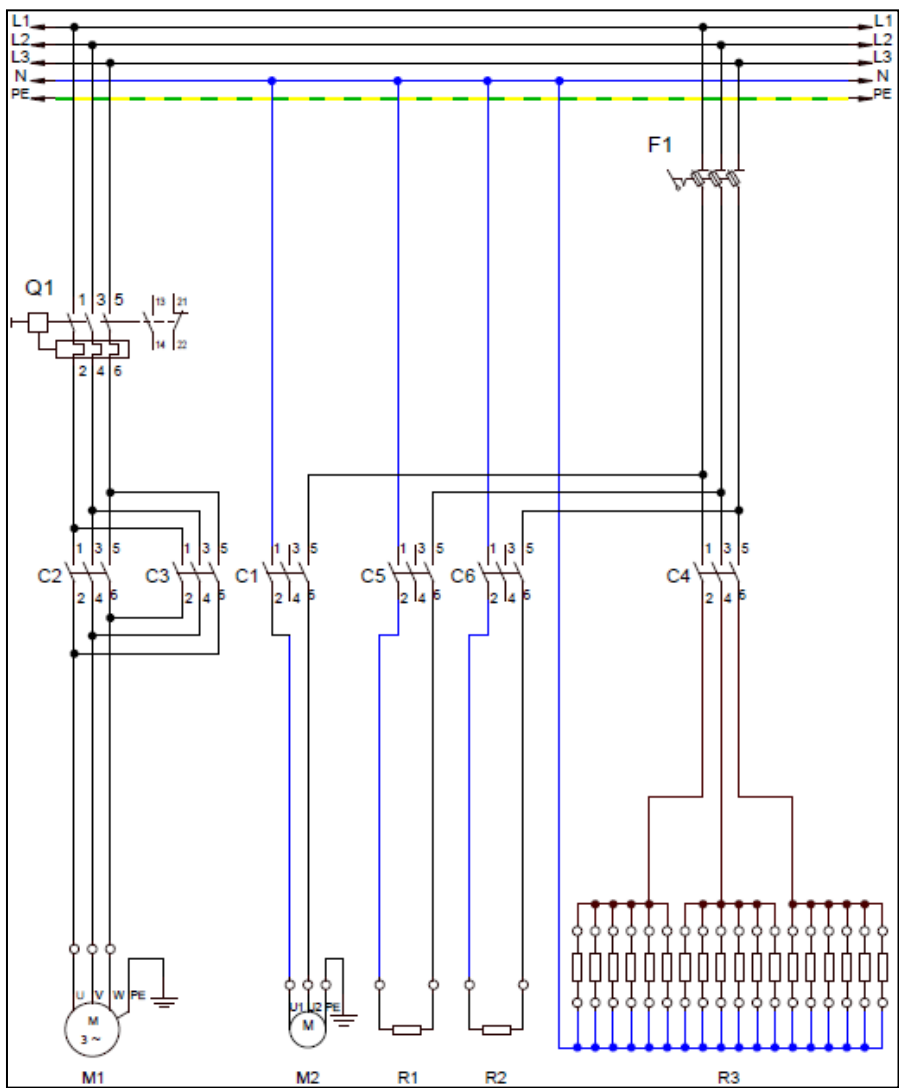 L1 L1
L2 L2
L3 L3
N N
PE PE
F1
Q1 1 3 5 13 21
14 22
2 4 6
1 3 5 1 3 5 1 3 5 1 3 5 1 3 5 1 3 5
C2 C3 C1 C5 C6 C4
2 4 6 2 4 6 2 4 6 2 4 6 2 4 6 2 4 6
U V W PE U1 U2 PE
M M
3 ~
M1 M2 R1 R2 R3